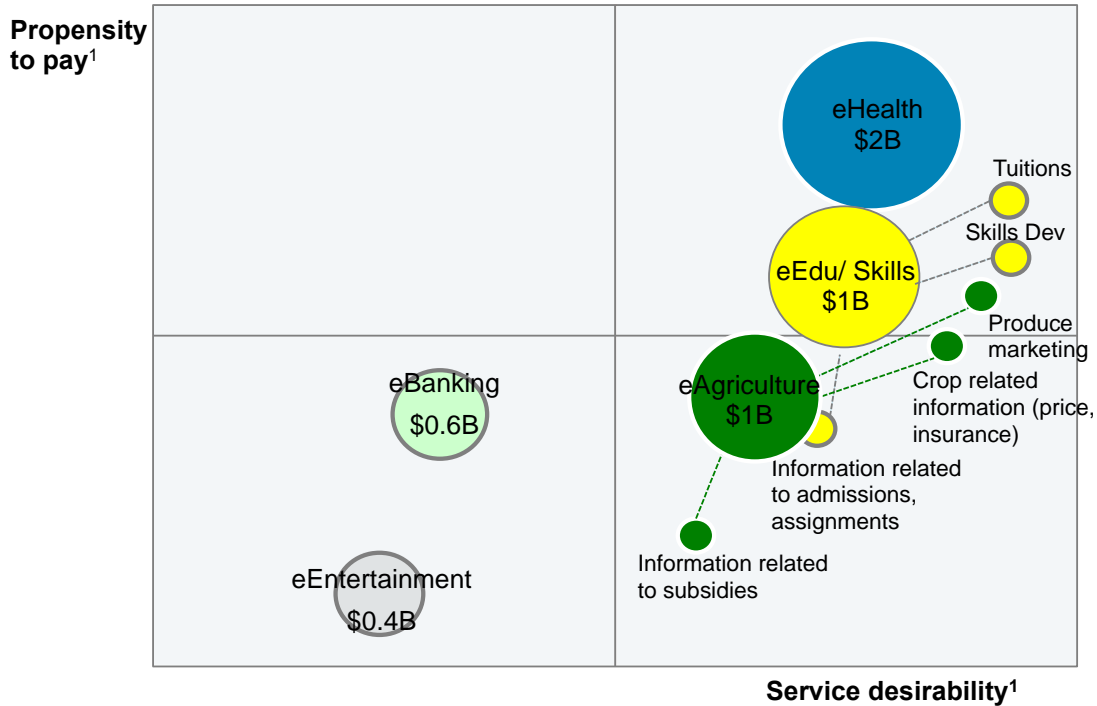 Propensity
to pay1
eHealth
$2B
Tuitions
Skills Dev
eEdu/ Skills
$1B
Produce
marketing
eBanking
$0.6B
eAgriculture
$1B
Crop related
information (price,
insurance)
Information related
to admissions,
assignments
Information related
to subsidies
eEntertainment
$0.4B
Service desirability1